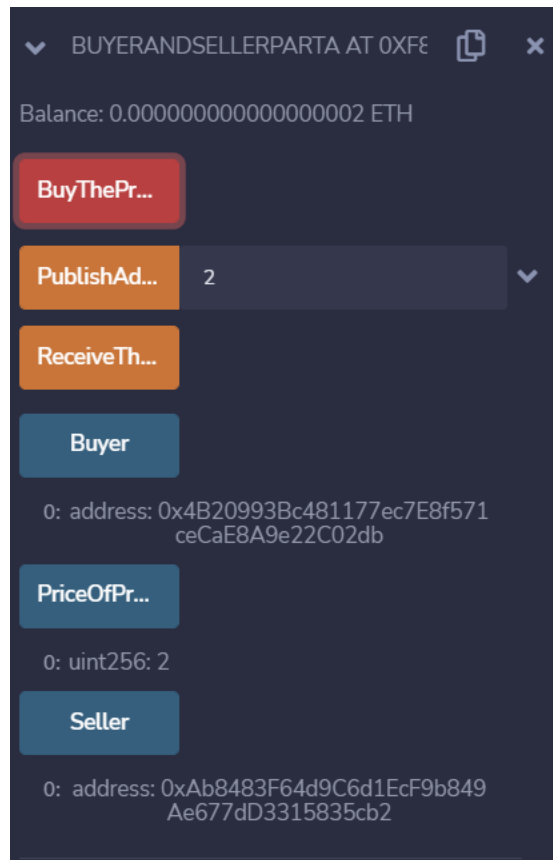 BUYERANDSELLERPARTA AT 0XF8
Balance: 0.000000000000000002 ETH
BuyThePr...
PublishAd... 2
ReceiveTh...
Buyer
0: address: 0x4B20993Bc481177ec7E8f571
ceCaE8A9e22C02db
PriceOfPr...
0: uint256: 2
Seller
0: address: 0xAb8483F64d9C6d1EcF9b849
Ae677dD3315835cb2